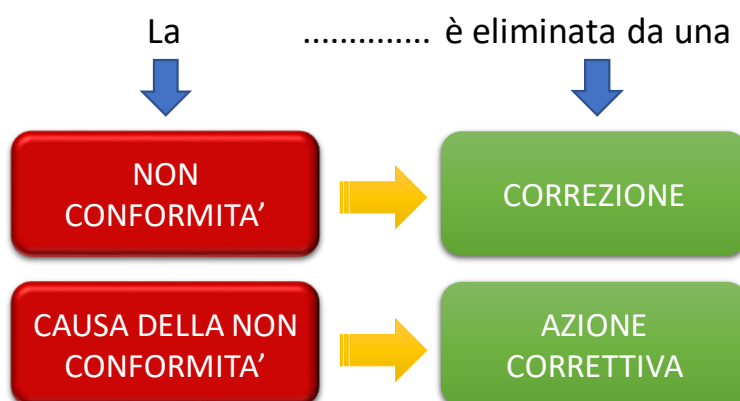 La .............. è eliminata da una
NON
CONFORMITA’
CORREZIONE
CAUSA DELLA NON
CONFORMITA’
AZIONE
CORRETTIVA